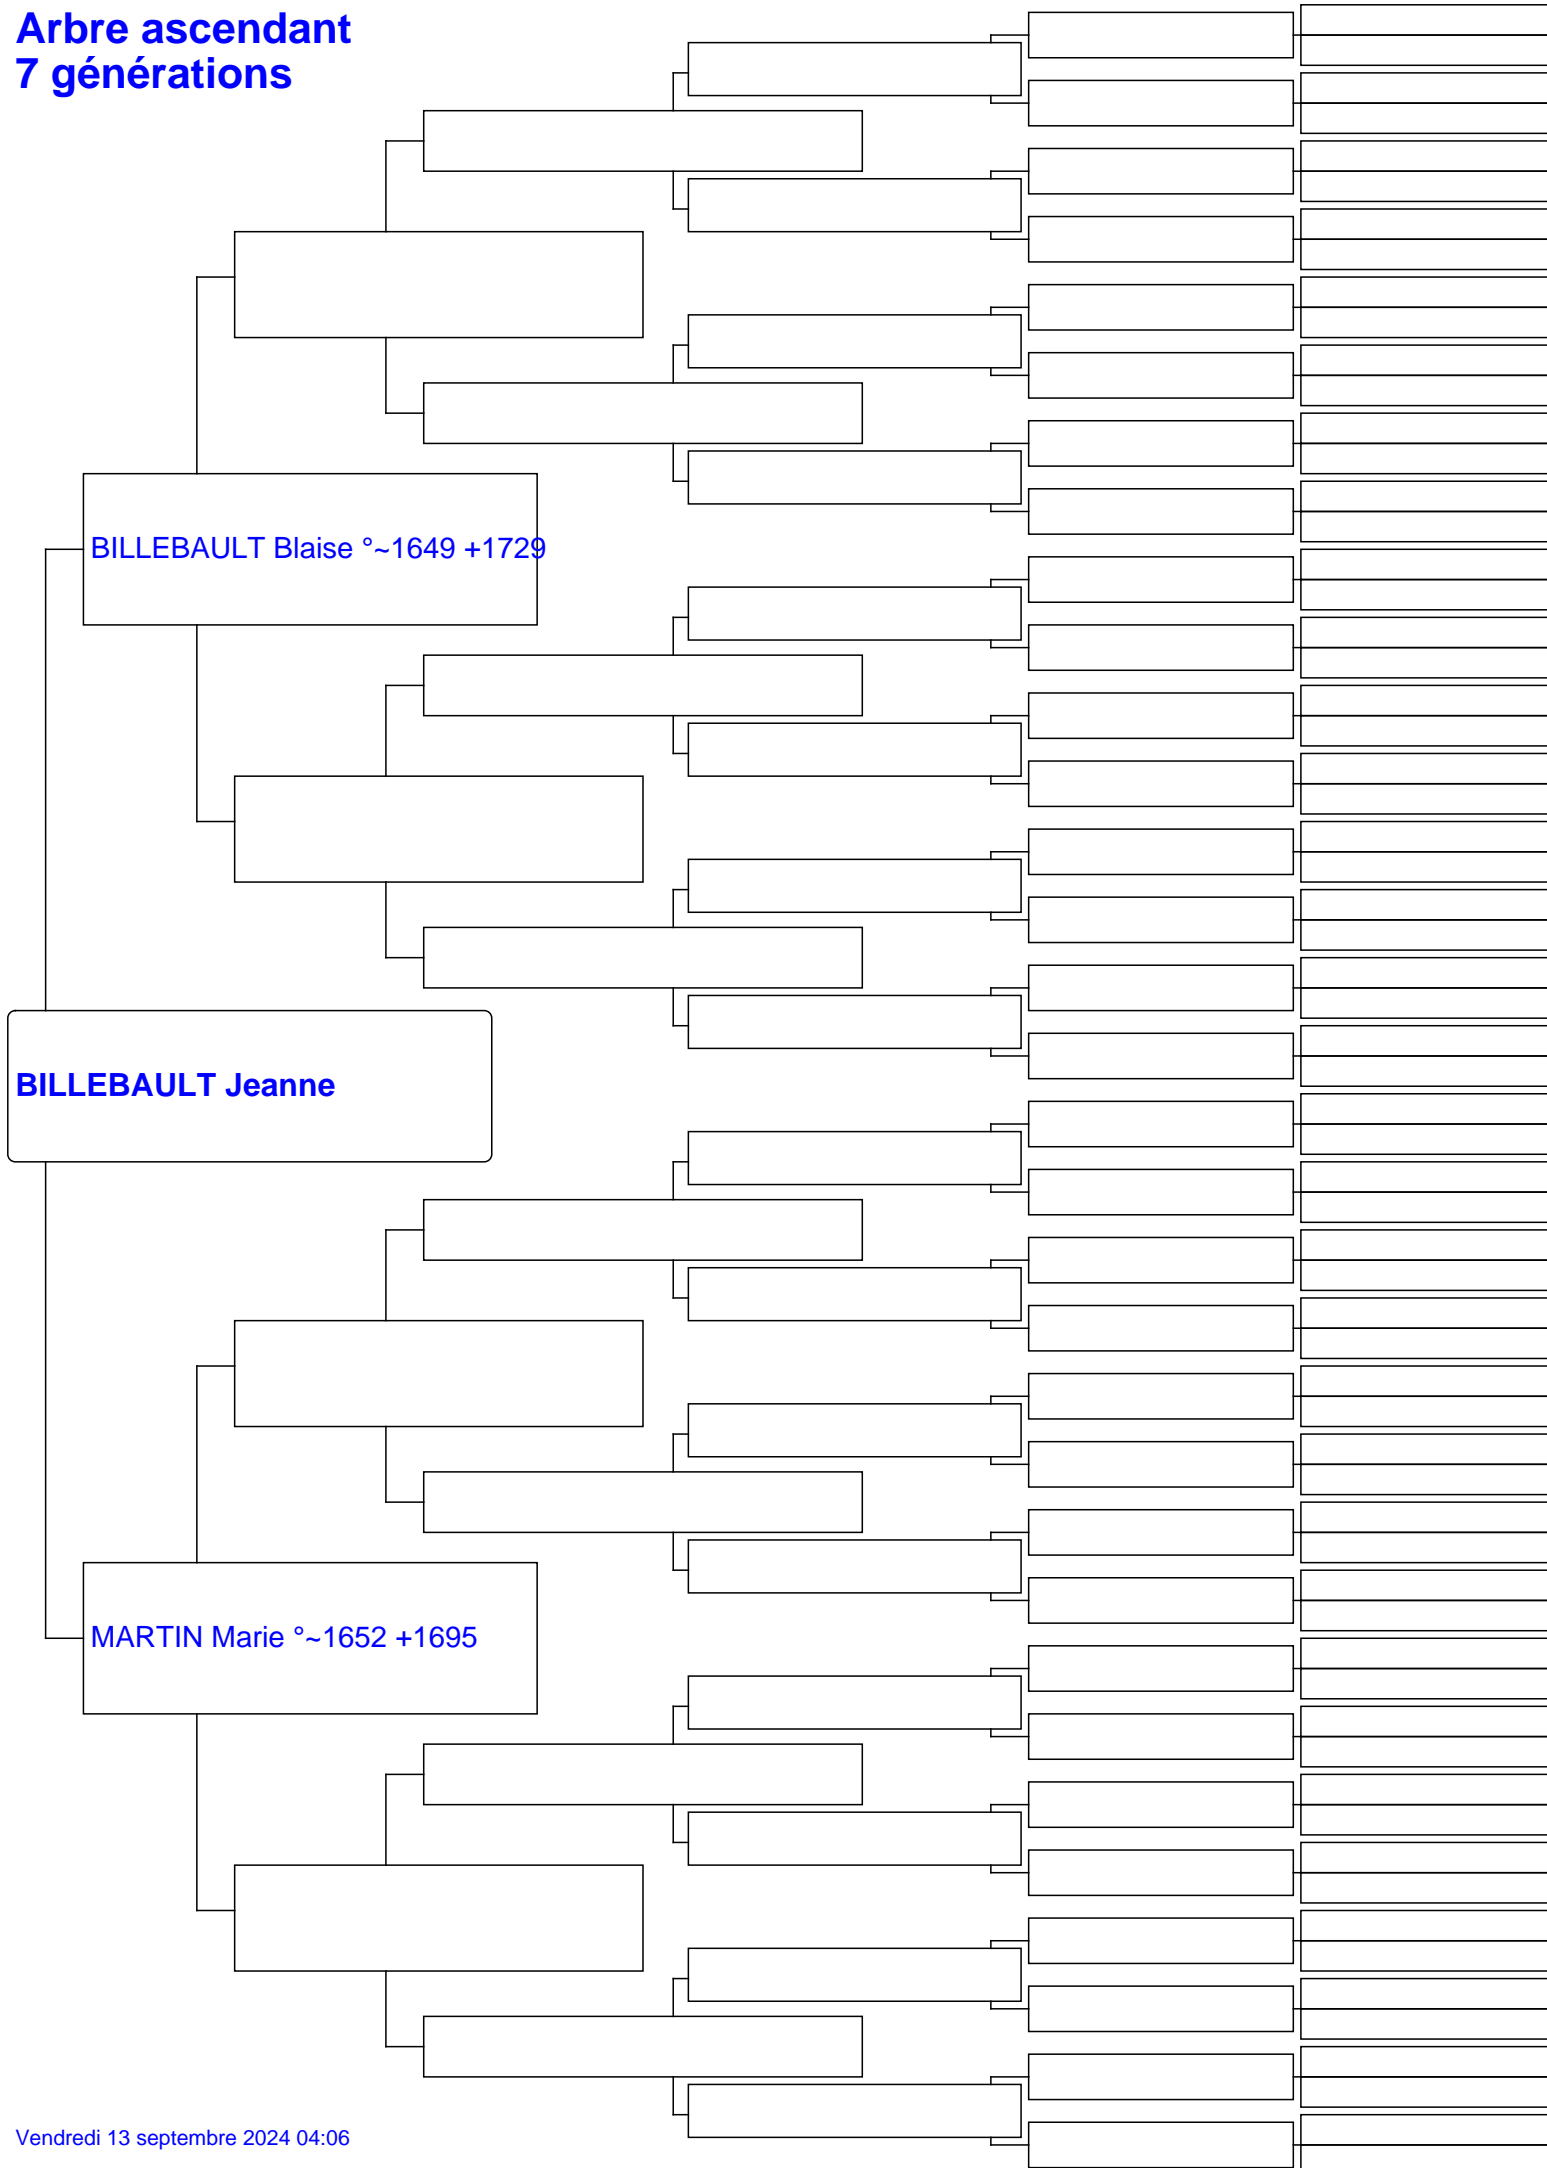 Arbre ascendant
7 générations
BILLEBAULT Blaise °~1649 +1729
BILLEBAULT Jeanne
MARTIN Marie °~1652 +1695
Vendredi 13 septembre 2024 04:06